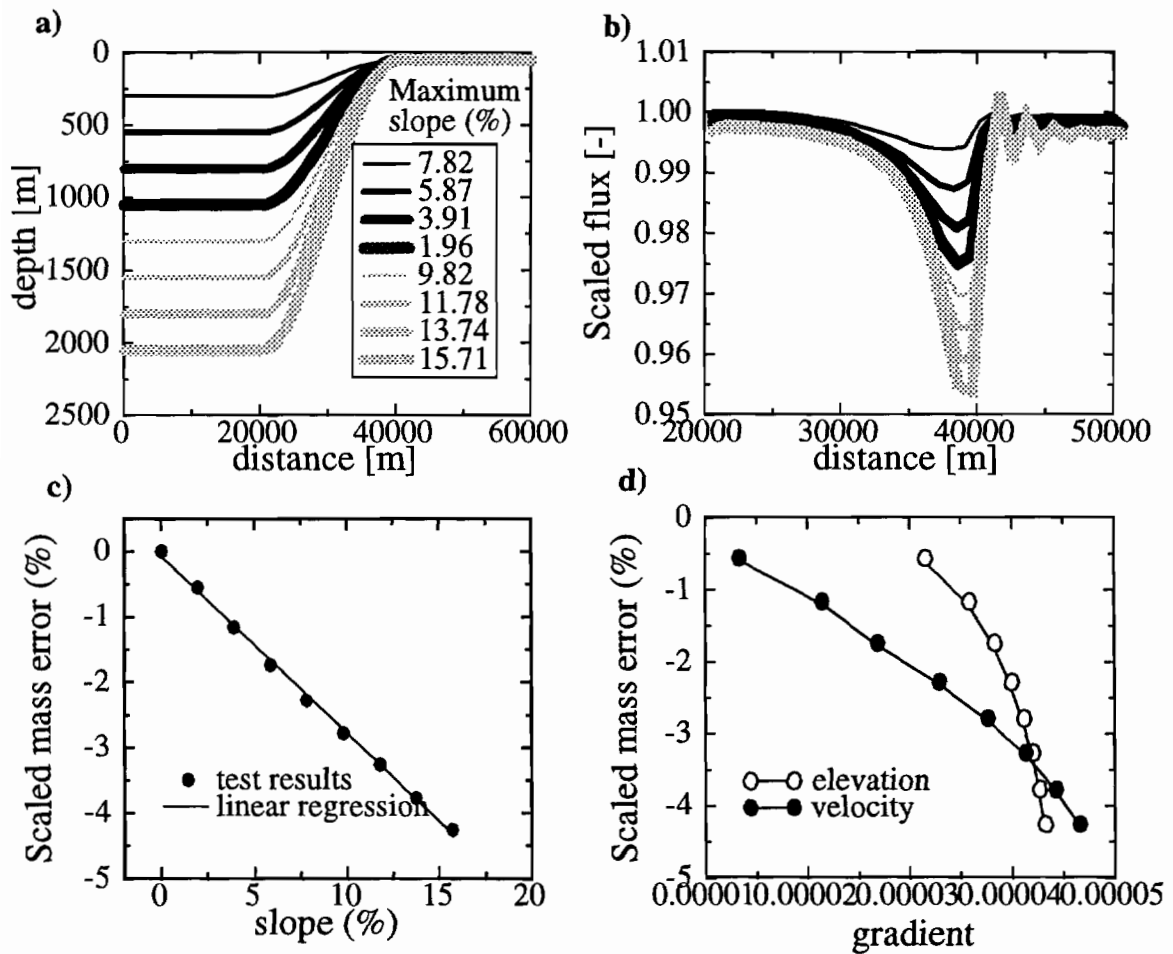 a)
0
500
1000
1500
2000
2500
depth [m]
Maximum
slope (%)
7.82
5.87
3.91
1.96
9.82
11.78
13.74
15.71
0 20000 40000 60000
distance [m]
b)
1.01
1.00
0.99
0.98
0.97
0.96
0.95
Scaled flux [-]
20000 30000 40000 50000
distance [m]
c)
0
-1
-2
-3
-4
-5
Scaled mass error (%)
test results
linear regression
0 5 10 15 20
slope (%)
d)
0
-1
-2
-3
-4
-5
Scaled mass error (%)
elevation
velocity
0.00005
gradient